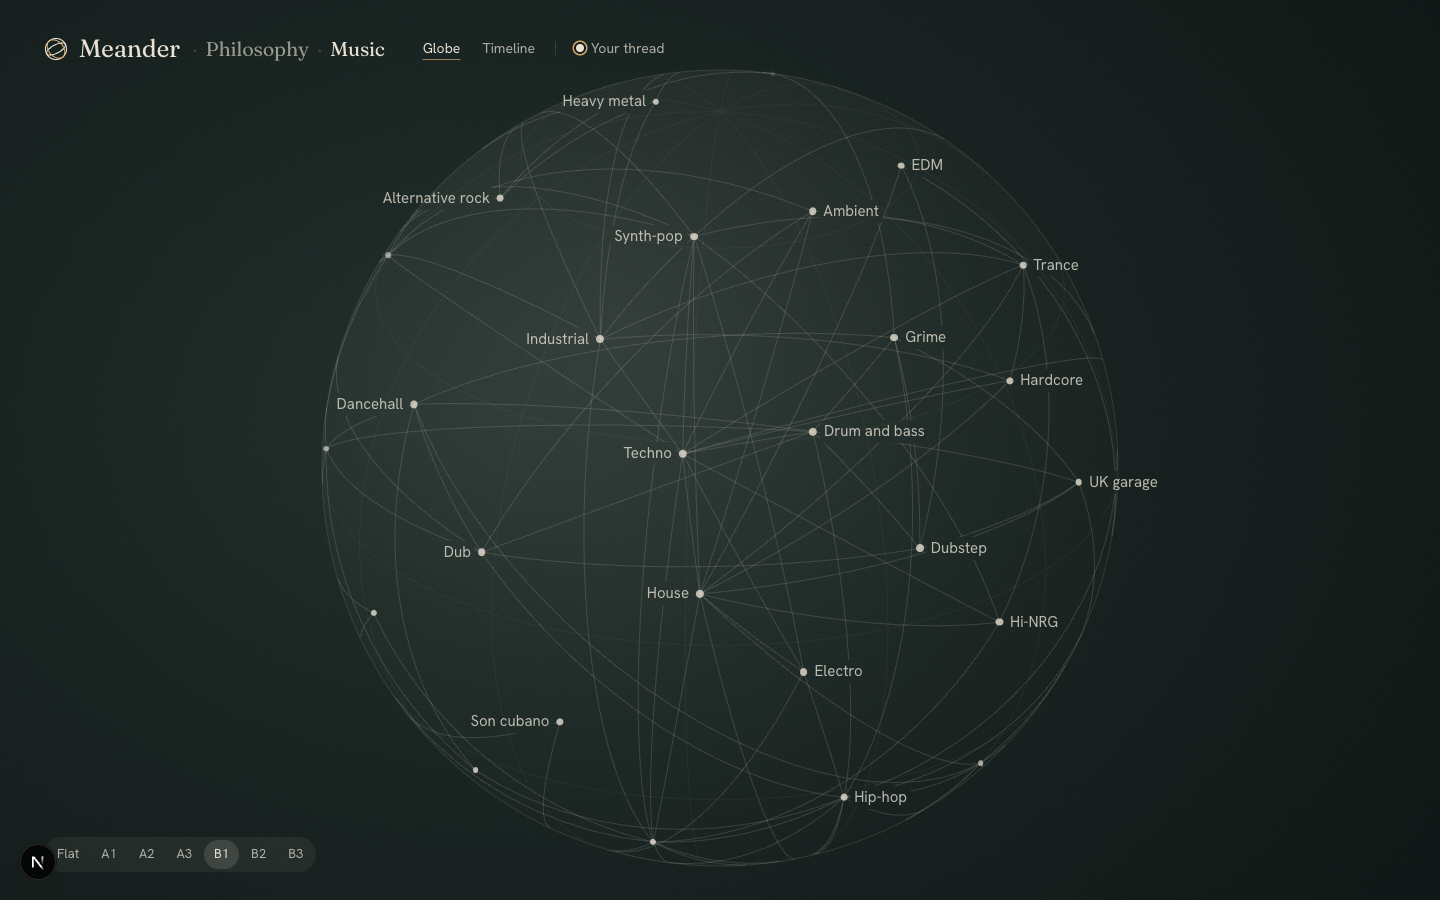 Meander · Philosophy · Music
Globe Timeline Your thread
Heavy metal
EDM
Alternative rock
Ambient
Synth-pop
Trance
Industrial
Grime
Hardcore
Dancehall
Drum and bass
Techno
UK garage
Dub
Dubstep
House
Hi-NRG
Electro
Son cubano
Hip-hop
N Flat A1 A2 A3 B1 B2 B3